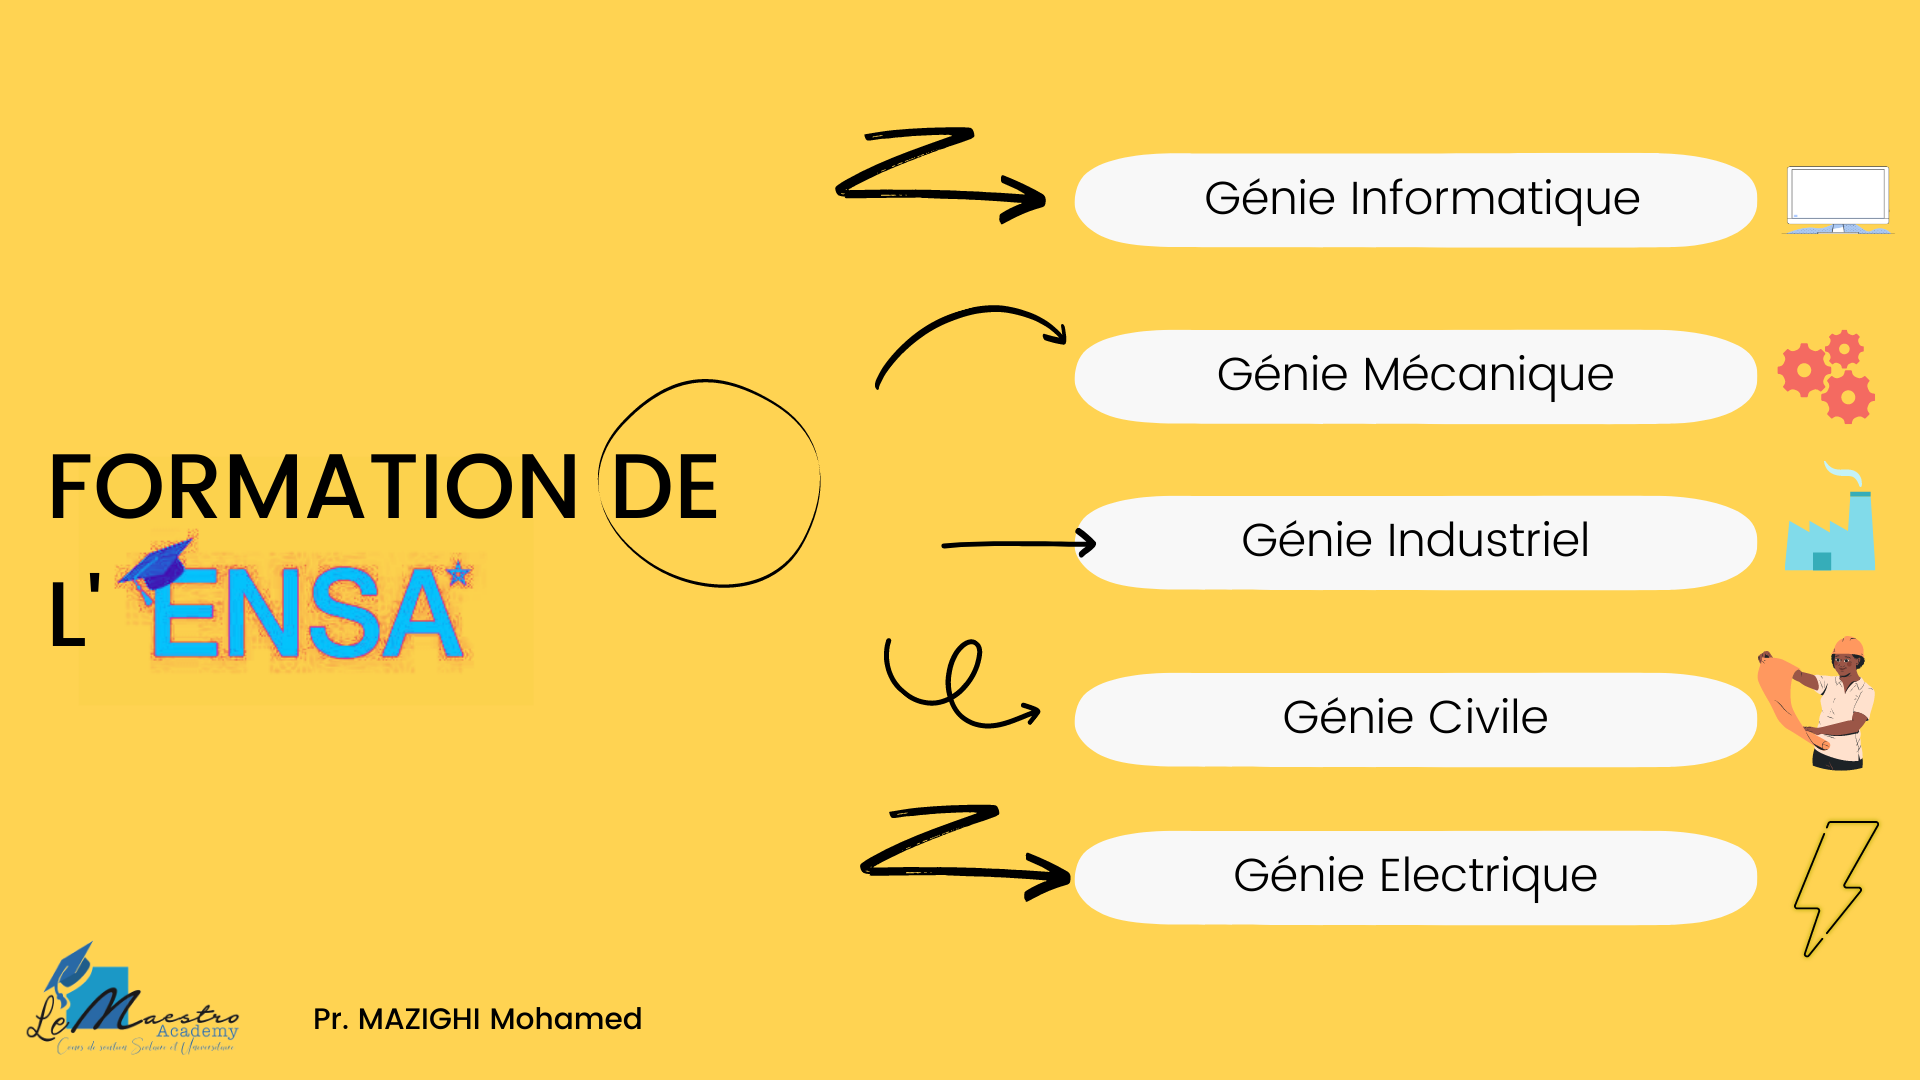 FORMATION DE
L' ENSA
Génie Informatique
Génie Mécanique
Génie Industriel
Génie Civile
Génie Electrique
Le Maestro
Academy
Cours de soutien Scolaire et Universitaire
Pr. MAZIGHI Mohamed